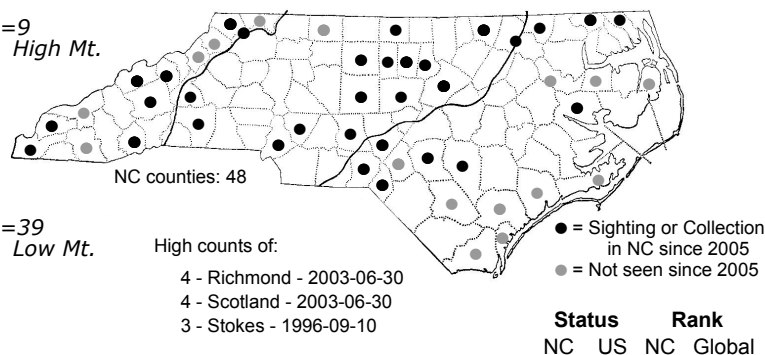 =9
High Mt.
NC counties: 48
=39
Low Mt.
High counts of:
4 - Richmond - 2003-06-30
4 - Scotland - 2003-06-30
3 - Stokes - 1996-09-10
● = Sighting or Collection
in NC since 2005
● = Not seen since 2005
Status Rank
NC US NC Global